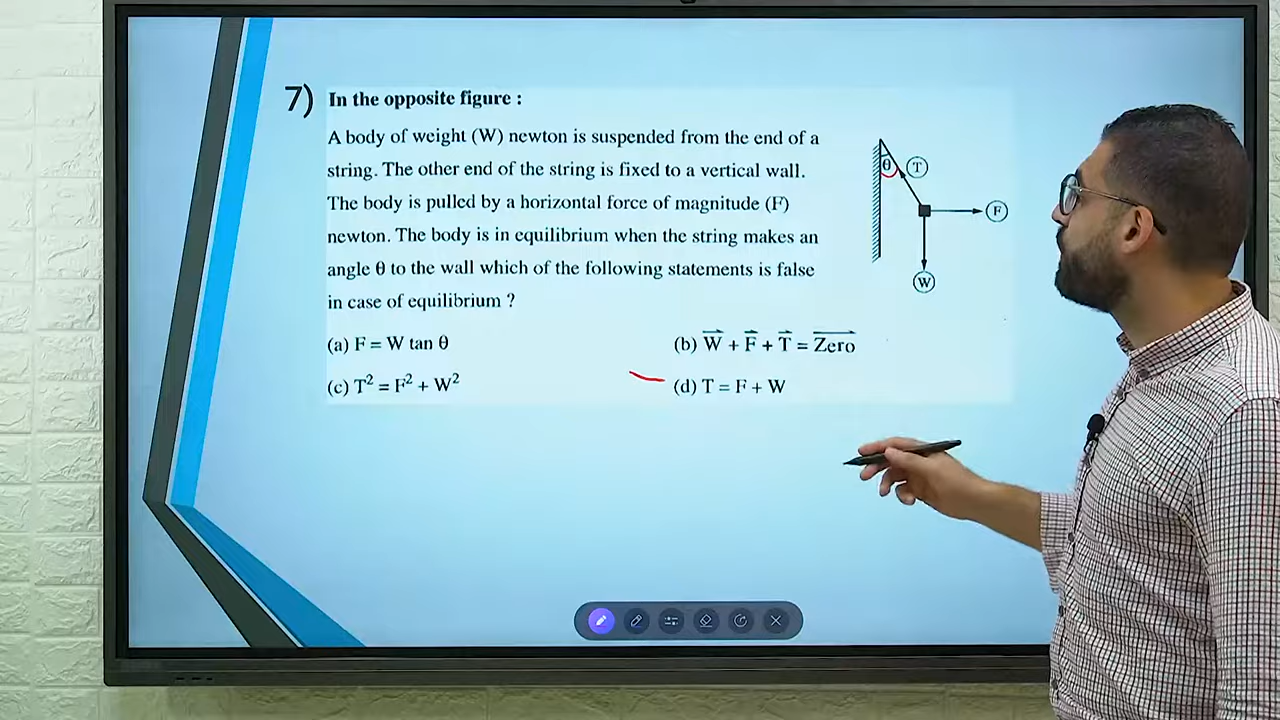 7) In the opposite figure :
A body of weight (W) newton is suspended from the end of a
string. The other end of the string is fixed to a vertical wall.
The body is pulled by a horizontal force of magnitude (F)
newton. The body is in equilibrium when the string makes an
angle θ to the wall which of the following statements is false
in case of equilibrium ?
θ T
F
W
(a) F = W tan θ (b) W⃗ + F⃗ + T⃗ = Zero⃗
(c) T² = F² + W² (d) T = F + W